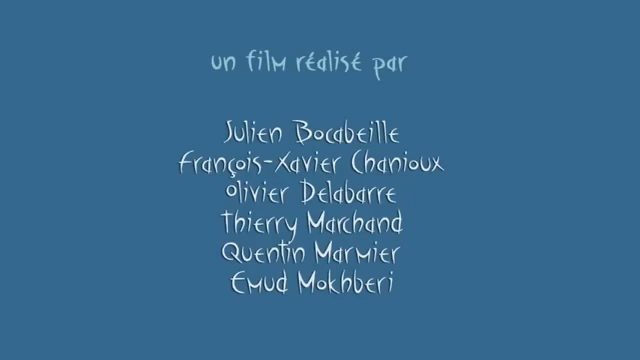 un film réalisé par
Julien Bocabeille
François-Xavier Chanioux
Olivier Delabarre
Thierry Marchand
Quentin Marmier
Emud Mokhberi